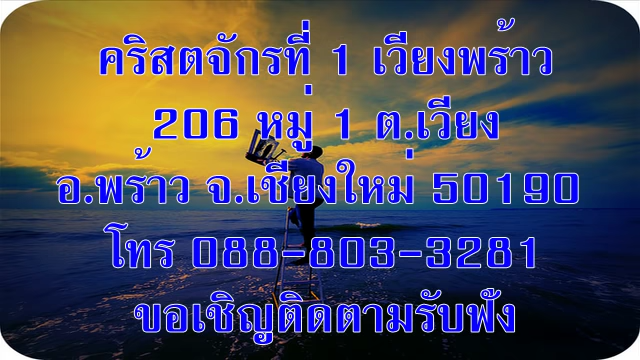 คริสตจักรที่ 1 เวียงพร้าว
206 หมู่ 1 ต.เวียง
อ.พร้าว จ.เชียงใหม่ 50190
โทร 088-803-3281
ขอเชิญติดตามรับฟัง